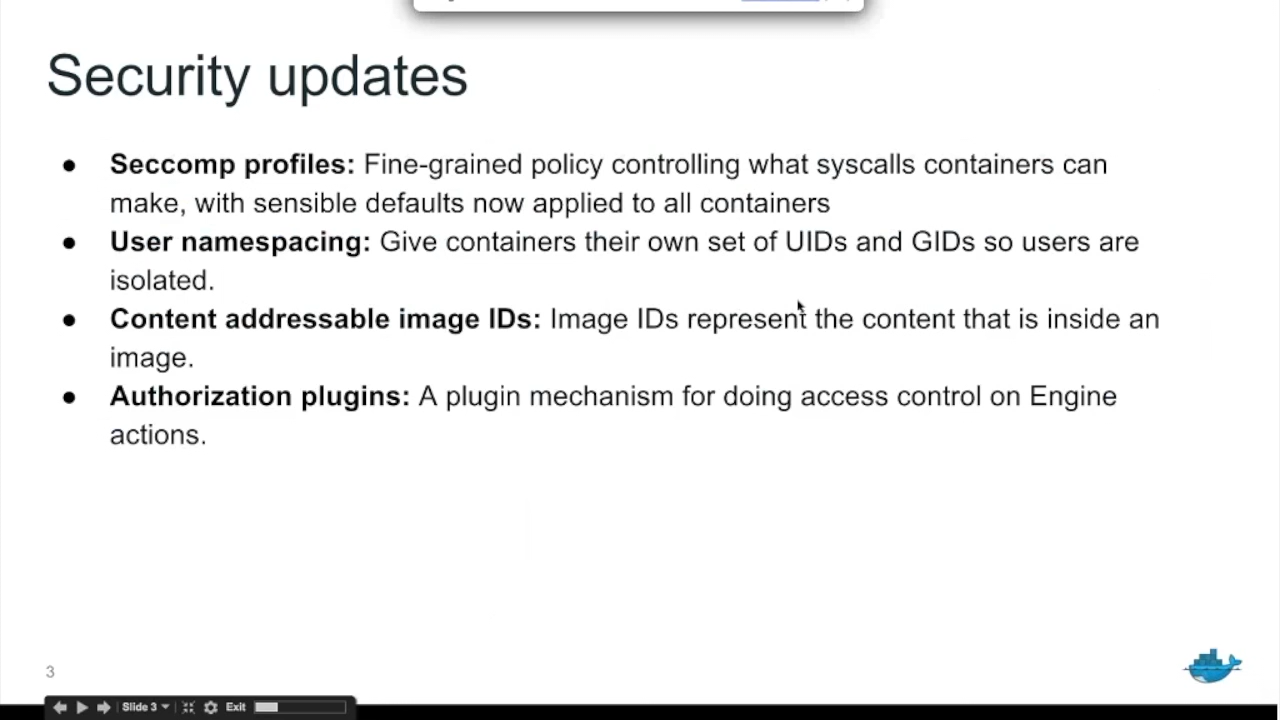 Security updates
● Seccomp profiles: Fine-grained policy controlling what syscalls containers can
make, with sensible defaults now applied to all containers
● User namespacing: Give containers their own set of UIDs and GIDs so users are
isolated.
● Content addressable image IDs: Image IDs represent the content that is inside an
image.
● Authorization plugins: A plugin mechanism for doing access control on Engine
actions.
3
Slide 3
Exit